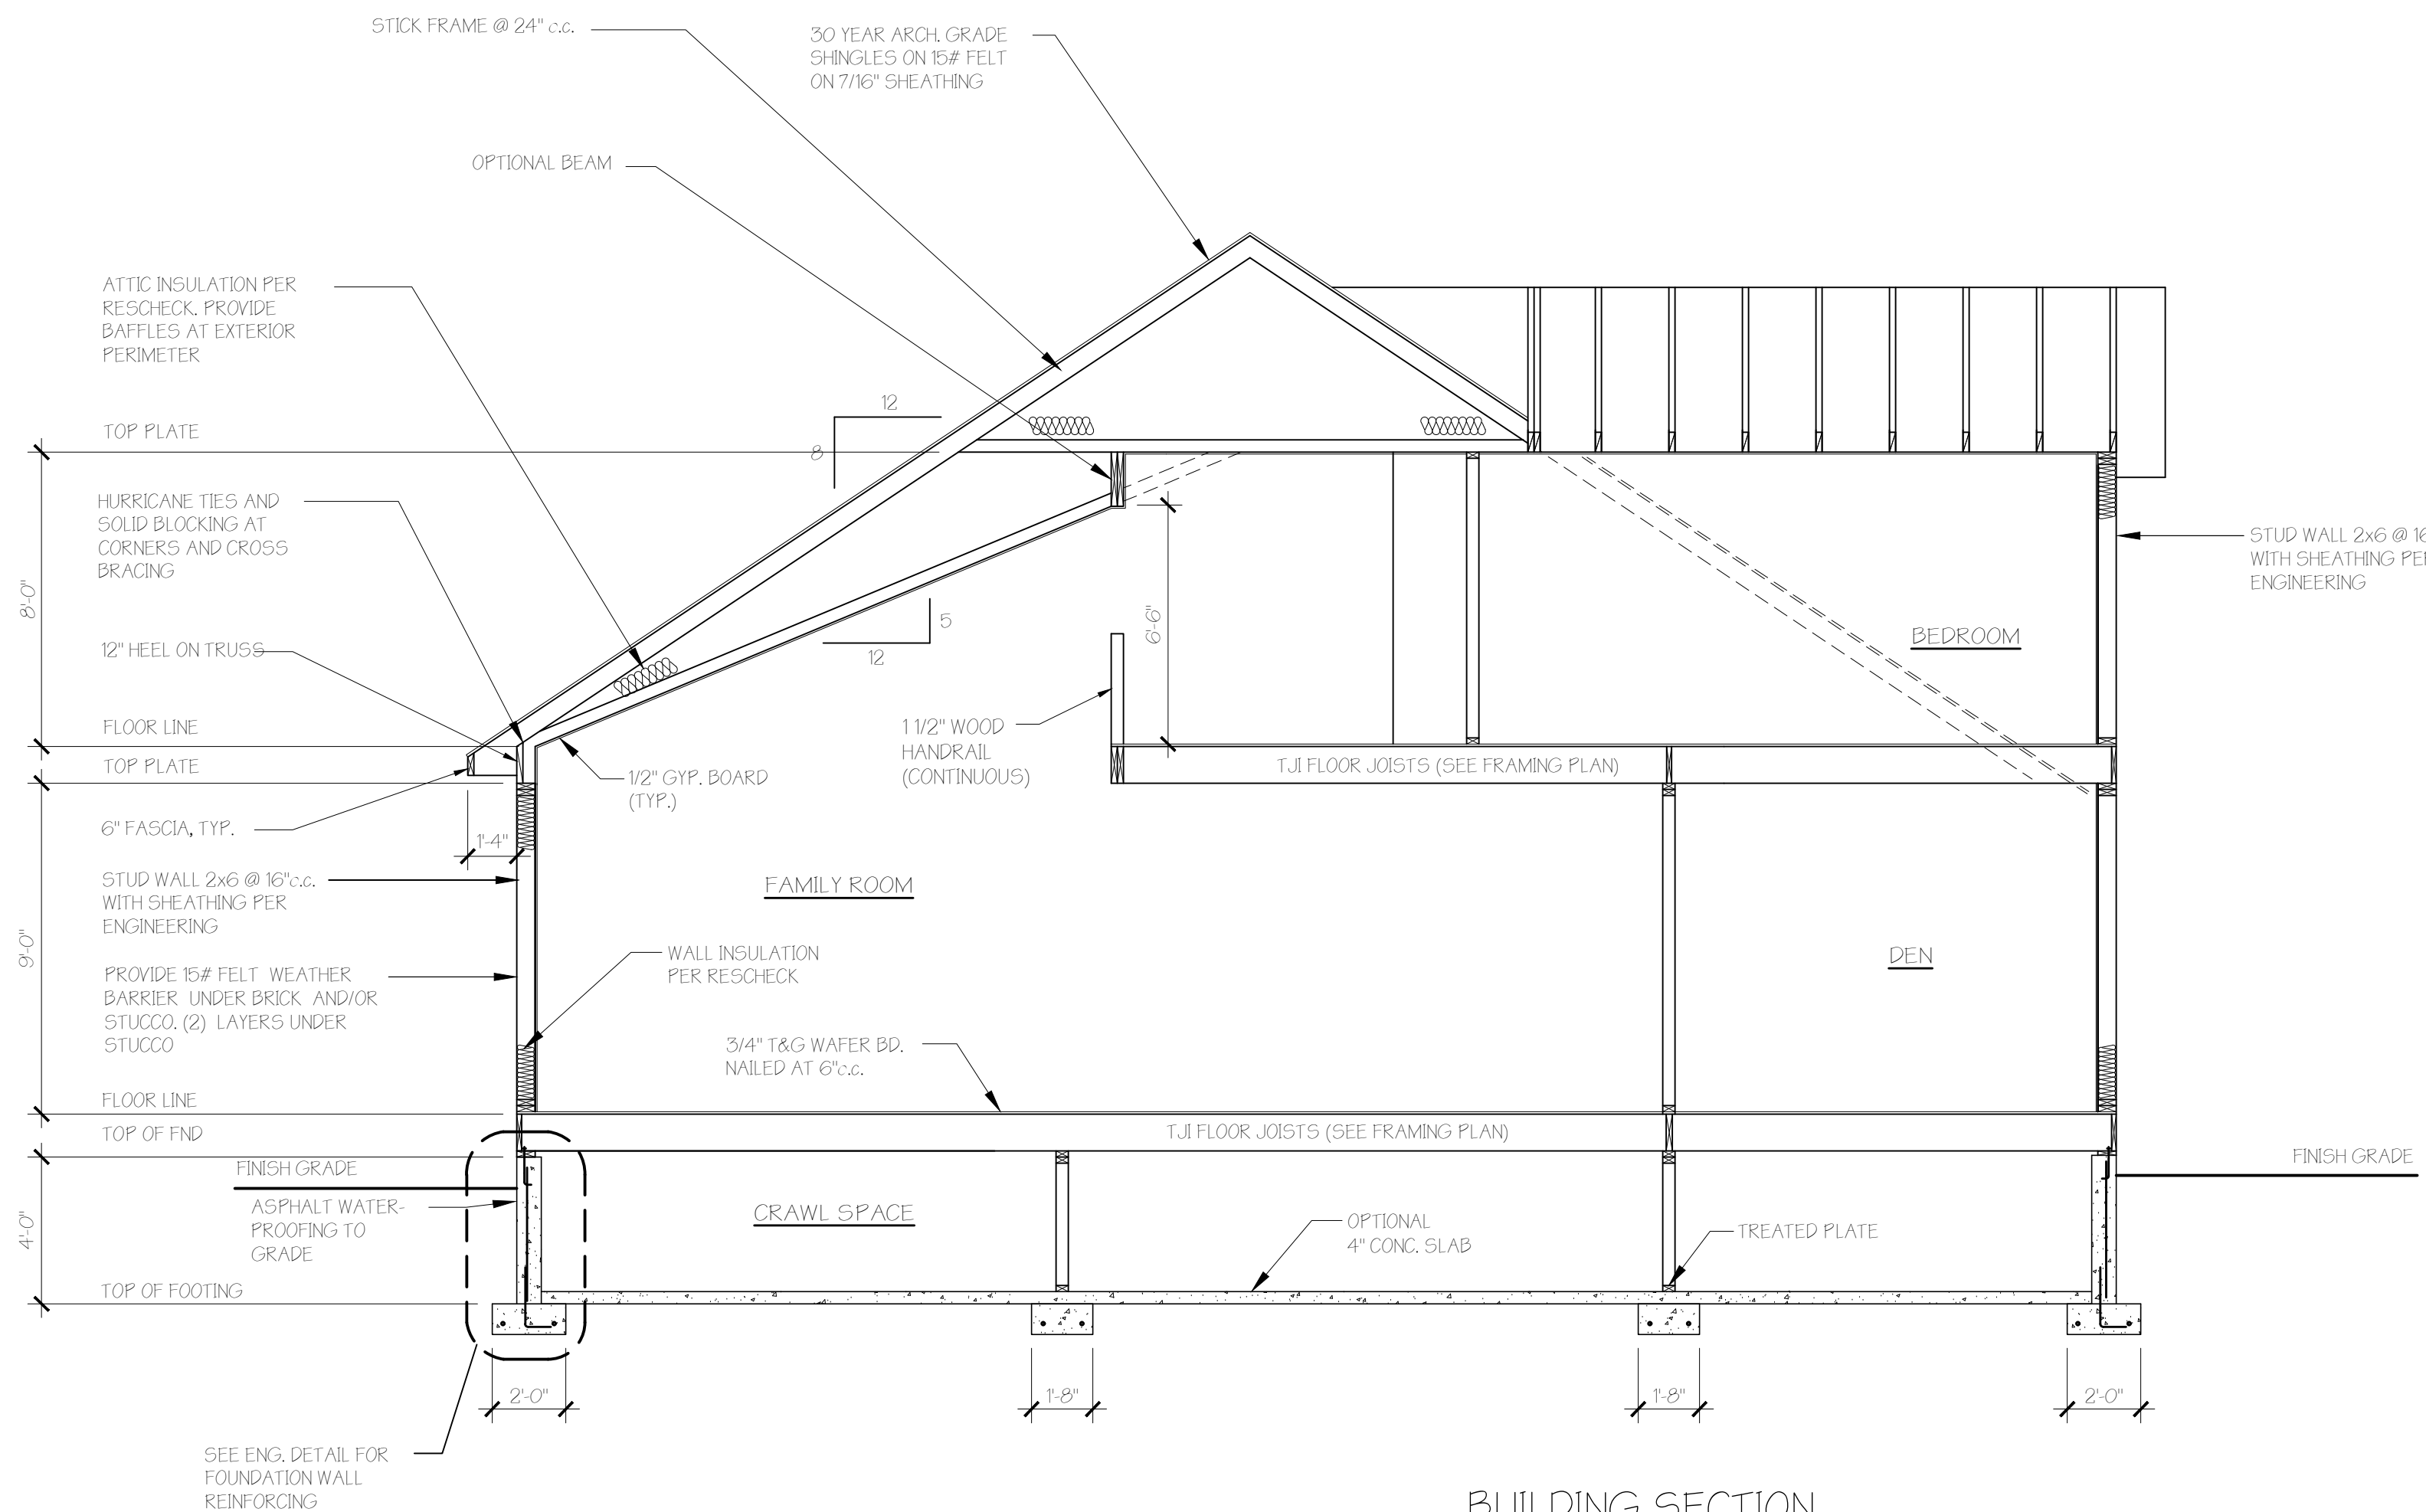 STICK FRAME @ 24" c.c.
30 YEAR ARCH. GRADE
SHINGLES ON 15# FELT
ON 7/16" SHEATHING
OPTIONAL BEAM
ATTIC INSULATION PER
RESCHECK. PROVIDE
BAFFLES AT EXTERIOR
PERIMETER
12
8
TOP PLATE
HURRICANE TIES AND
SOLID BLOCKING AT
CORNERS AND CROSS
BRACING
8'-0"
STUD WALL 2x6 @ 16
WITH SHEATHING PER
ENGINEERING
5
12
6'-6"
BEDROOM
12" HEEL ON TRUSS
FLOOR LINE
1 1/2" WOOD
HANDRAIL
(CONTINUOUS)
TOP PLATE
TJI FLOOR JOISTS (SEE FRAMING PLAN)
1/2" GYP. BOARD
(TYP.)
6" FASCIA, TYP.
1'-4"
STUD WALL 2x6 @ 16"c.c.
WITH SHEATHING PER
ENGINEERING
FAMILY ROOM
9'-0"
PROVIDE 15# FELT WEATHER
BARRIER UNDER BRICK AND/OR
STUCCO. (2) LAYERS UNDER
STUCCO
WALL INSULATION
PER RESCHECK
DEN
3/4" T&G WAFER BD.
NAILED AT 6"c.c.
FLOOR LINE
TOP OF FND
TJI FLOOR JOISTS (SEE FRAMING PLAN)
FINISH GRADE
FINISH GRADE
ASPHALT WATER-
PROOFING TO
GRADE
4'-0"
CRAWL SPACE
OPTIONAL
4" CONC. SLAB
TREATED PLATE
TOP OF FOOTING
2'-0"
1'-8"
1'-8"
2'-0"
SEE ENG. DETAIL FOR
FOUNDATION WALL
REINFORCING
BUILDING SECTION